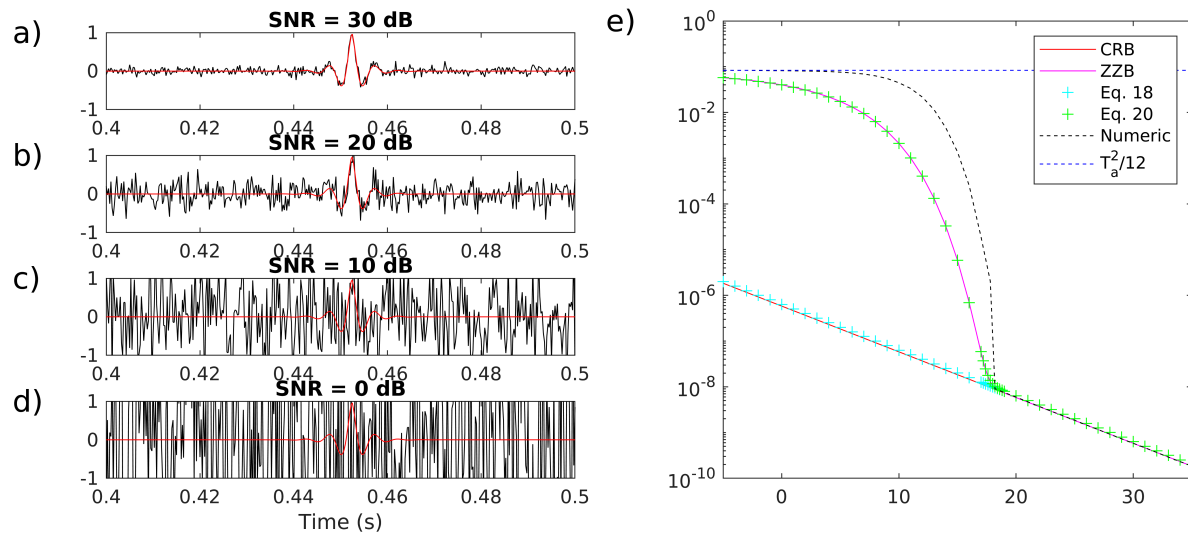 a)
SNR = 30 dB
1
0
-1
0.4 0.42 0.44 0.46 0.48 0.5
b)
SNR = 20 dB
1
0
-1
0.4 0.42 0.44 0.46 0.48 0.5
c)
SNR = 10 dB
1
0
-1
0.4 0.42 0.44 0.46 0.48 0.5
d)
SNR = 0 dB
1
0
-1
0.4 0.42 0.44 0.46 0.48 0.5
Time (s)
e)
10^0
10^-2
10^-4
10^-6
10^-8
10^-10
0 10 20 30
CRB
ZZB
Eq. 18
Eq. 20
Numeric
T_a^2/12